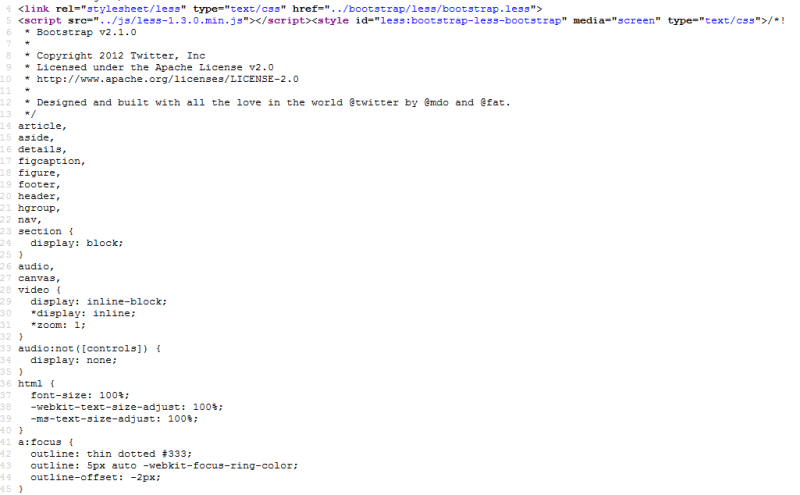 4 <link rel="stylesheet/less" type="text/css" href="../bootstrap/less/bootstrap.less">
5 <script src="../js/less-1.3.0.min.js"></script><style id="less:bootstrap-less-bootstrap" media="screen" type="text/css">/*!
6 * Bootstrap v2.1.0
7 *
8 * Copyright 2012 Twitter, Inc
9 * Licensed under the Apache License v2.0
10 * http://www.apache.org/licenses/LICENSE-2.0
11 *
12 * Designed and built with all the love in the world @twitter by @mdo and @fat.
13 */
14 article,
15 aside,
16 details,
17 figcaption,
18 figure,
19 footer,
20 header,
21 hgroup,
22 nav,
23 section {
24 display: block;
25 }
26 audio,
27 canvas,
28 video {
29 display: inline-block;
30 *display: inline;
31 *zoom: 1;
32 }
33 audio:not([controls]) {
34 display: none;
35 }
36 html {
37 font-size: 100%;
38 -webkit-text-size-adjust: 100%;
39 -ms-text-size-adjust: 100%;
40 }
41 a:focus {
42 outline: thin dotted #333;
43 outline: 5px auto -webkit-focus-ring-color;
44 outline-offset: -2px;
45 }